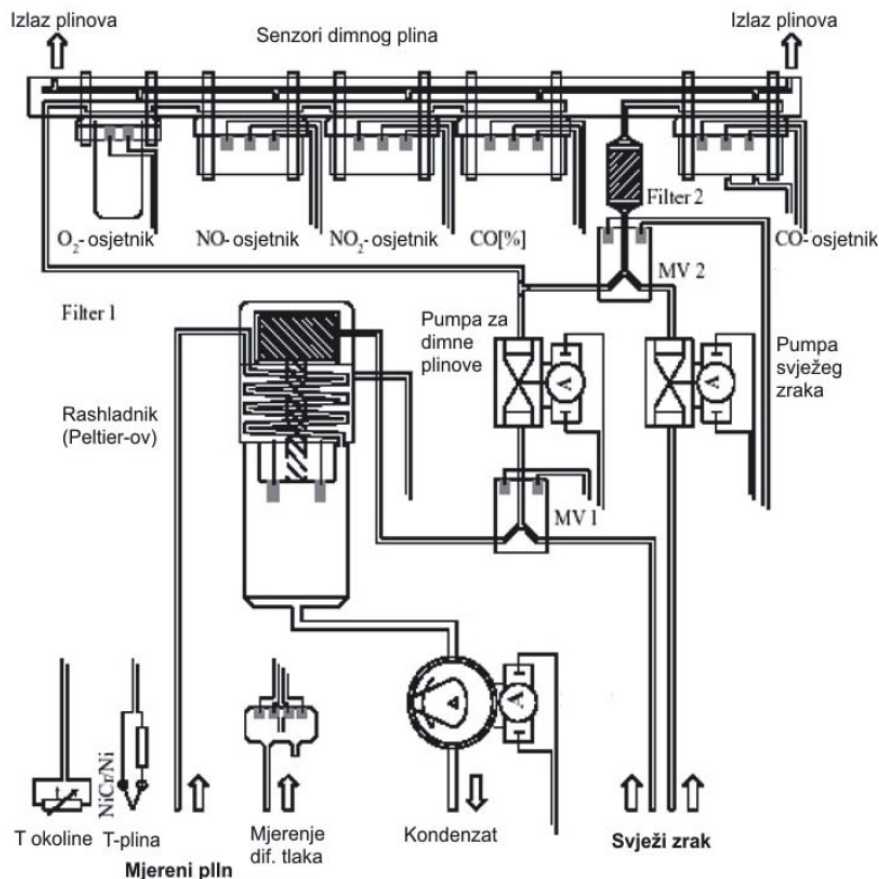 Izlaz plinova
Senzori dimnog plina
Izlaz plinova
O2- osjetnik
NO- osjetnik
NO2- osjetnik
CO[%]
Filter 2
CO- osjetnik
MV 2
Filter 1
Pumpa za
dimne
plinove
A
A
Pumpa
svježeg
zraka
Rashladnik
(Peltier-ov)
MV 1
A
NiCr/Ni
T okoline
T-plina
Mjereni plln
Mjerenje
dif. tlaka
Kondenzat
Svježi zrak